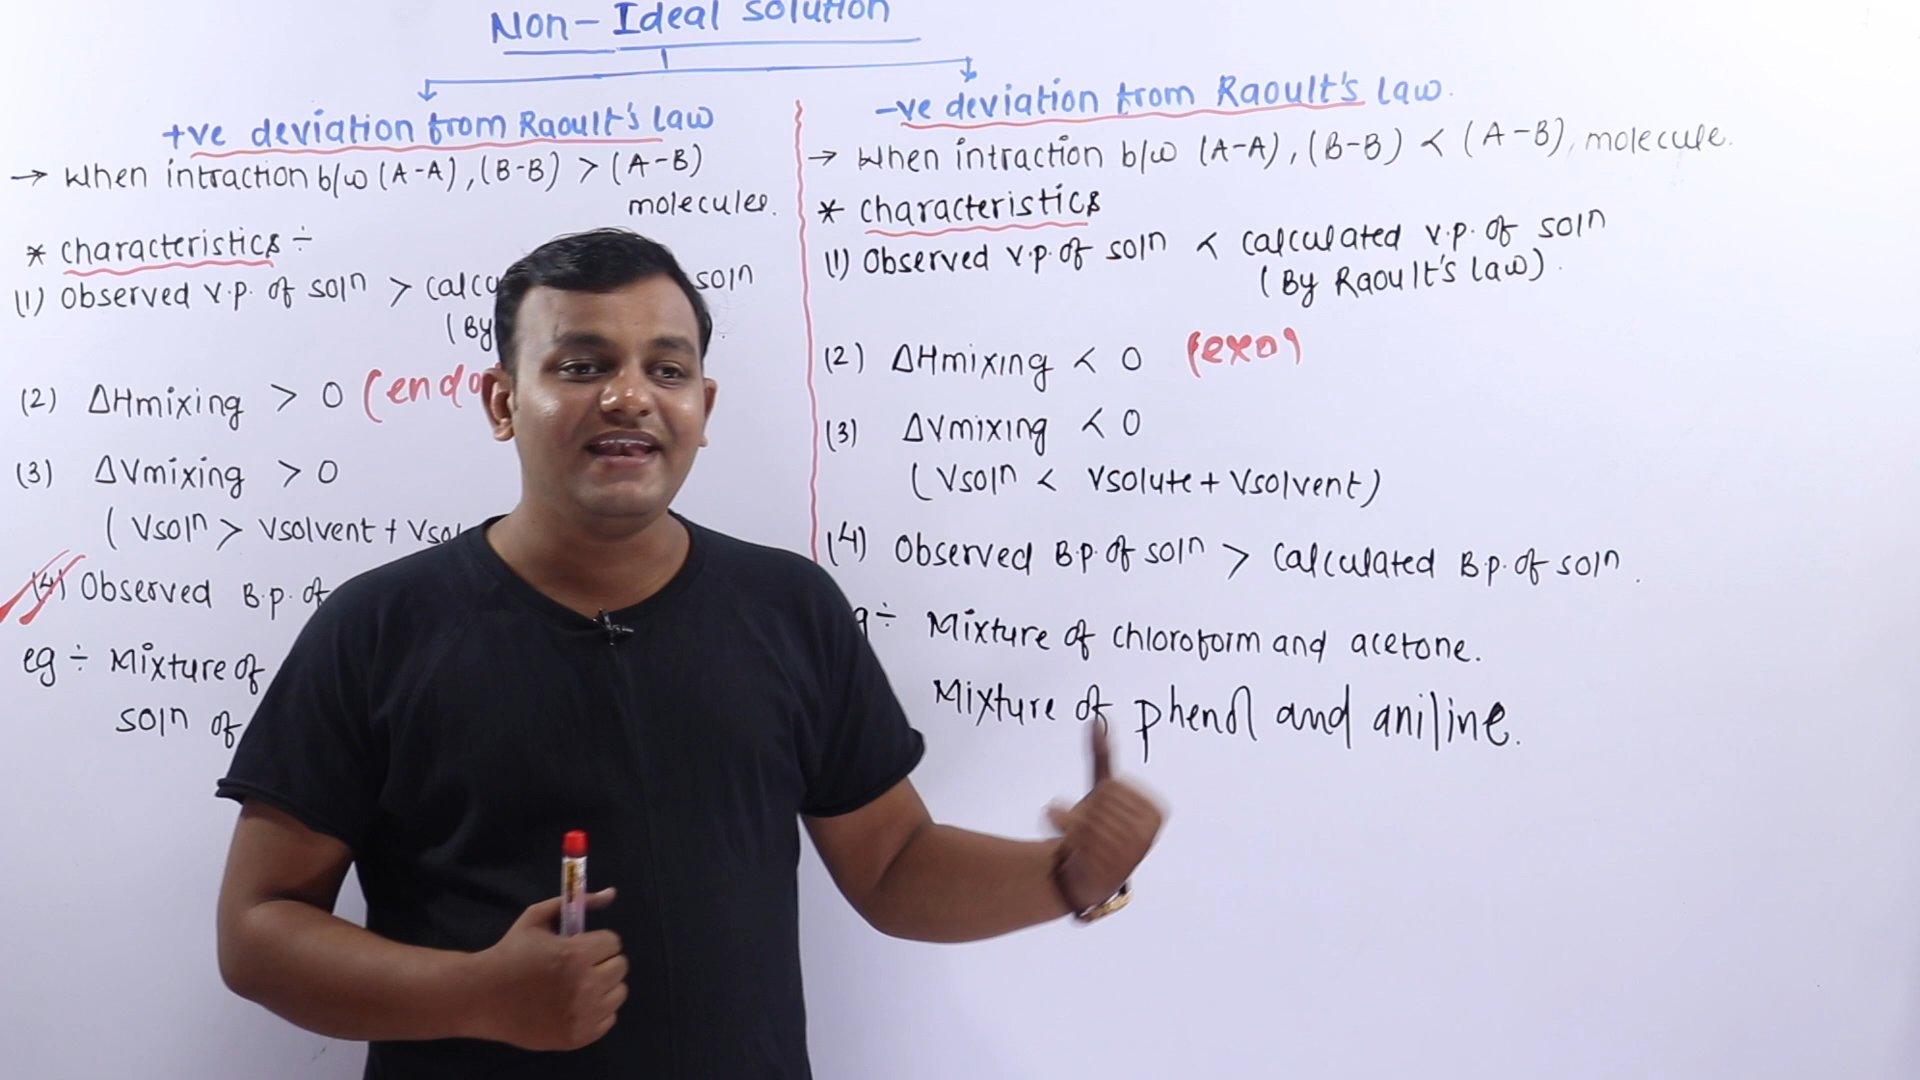 Non-Ideal solution
+ve deviation from Raoult's law
→ When intraction b/w (A-A), (B-B) > (A-B)
molecules.
* characteristics ÷
(1) Observed v.p. of solⁿ > calcu solⁿ
(By
(2) ΔHmixing > 0 (endo
(3) ΔVmixing > 0
( Vsolⁿ > Vsolvent + Vsol
(4) Observed B.p. of
eg ÷ Mixture of
solⁿ of
-ve deviation from Raoult's law.
→ When intraction b/w (A-A), (B-B) < (A-B), molecule.
* characteristics
(1) Observed v.p. of solⁿ < calculated v.p. of solⁿ
(By Raoult's law).
(2) ΔHmixing < 0 (exo)
(3) ΔVmixing < 0
( Vsolⁿ < Vsolute + Vsolvent )
(4) Observed B.p. of solⁿ > calculated B.p. of solⁿ.
g ÷ Mixture of chloroform and acetone.
Mixture of phenol and aniline.